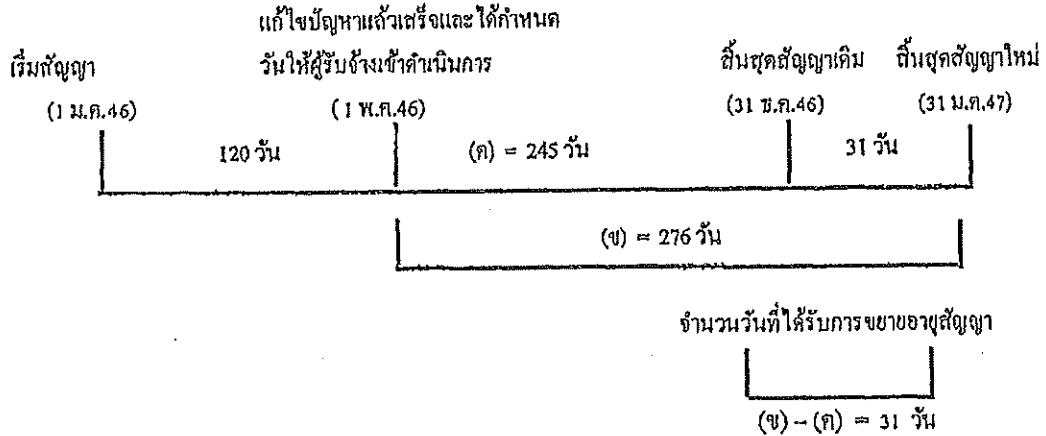 แก้ไขปัญหาแล้วเสร็จและได้กำหนด
เริ่มสัญญา วันให้ผู้รับจ้างเข้าดำเนินการ สิ้นสุดสัญญาเดิม สิ้นสุดสัญญาใหม่
(1 ม.ค.46) (1 พ.ค.46) (31 ธ.ค.46) (31 ม.ค.47)
120 วัน (ค) = 245 วัน 31 วัน
(ข) = 276 วัน
จำนวนวันที่ได้รับการขยายอายุสัญญา
(ข) – (ค) = 31 วัน